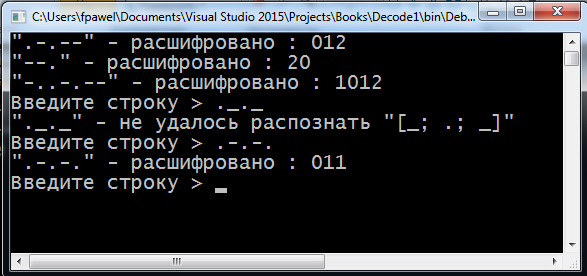 C:\Users\fpawel\Documents\Visual Studio 2015\Projects\Books\Decode1\bin\Deb...
".-.--" - расшифровано : 012
"--." - расшифровано : 20
"-..-.--" - расшифровано : 1012
Введите строку > ._._
"._._" - не удалось распознать "[_; .; _]"
Введите строку > .-.-.
".-.-." - расшифровано : 011
Введите строку > _